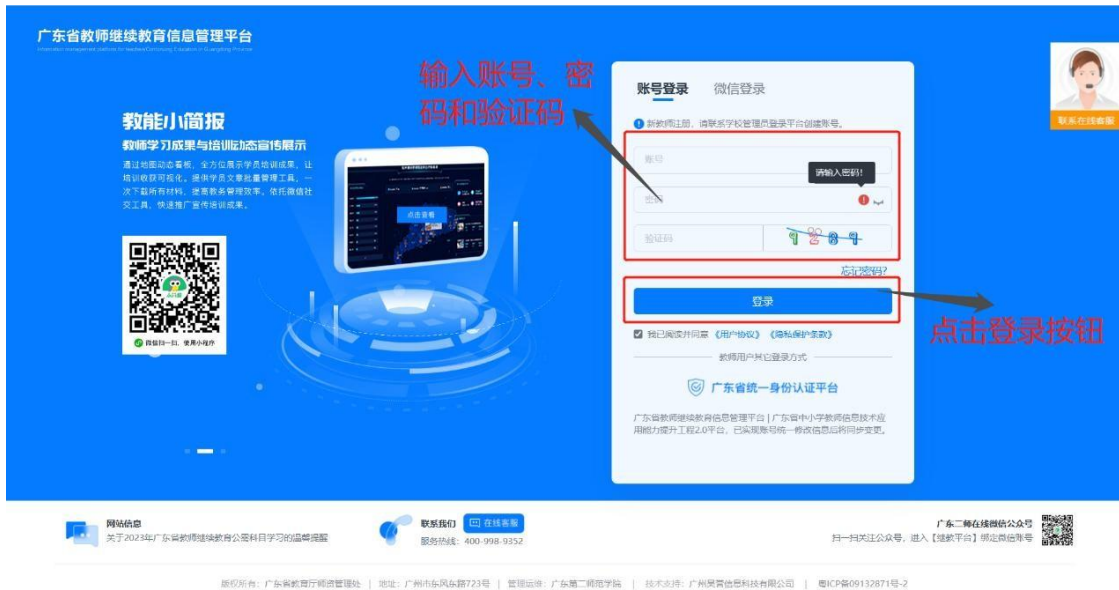 广东省教师继续教育信息管理平台
教能小简报
教师学习成果与培训动态宣传展示
通过地图动态看板，全方位展示学员培训成果，让
培训收获可视化。提供学员文章批量管理工具，一
次下载所有材料，提高教务管理效率。依托微信社
交工具，快速推广宣传培训成果。
点击查看
小简报
微信扫一扫，使用小程序
输入账号、密
码和验证码
账号登录 微信登录
新教师注册，请联系学校管理员登录平台创建账号。
账号
请输入密码！
密码
验证码
忘记密码?
登录
点击登录按钮
我已阅读并同意《用户协议》《隐私保护条款》
教师用户其它登录方式
广东省统一身份认证平台
广东省教师继续教育信息管理平台 | 广东省中小学教师信息技术应
用能力提升工程2.0平台，已实现账号统一修改信息后将同步变更。
联系在线客服
网站信息
关于2023年广东省教师继续教育公需科目学习的温馨提醒
联系我们 在线客服
服务热线：400-998-9352
广东二师在线微信公众号
扫一扫关注公众号，进入【继教平台】绑定微信账号
版权所有：广东省教育厅师资管理处 | 地址：广州市东风东路723号 | 管理运维：广东第二师范学院 | 技术支持：广州昊菁信息科技有限公司 | 粤ICP备09132871号-2